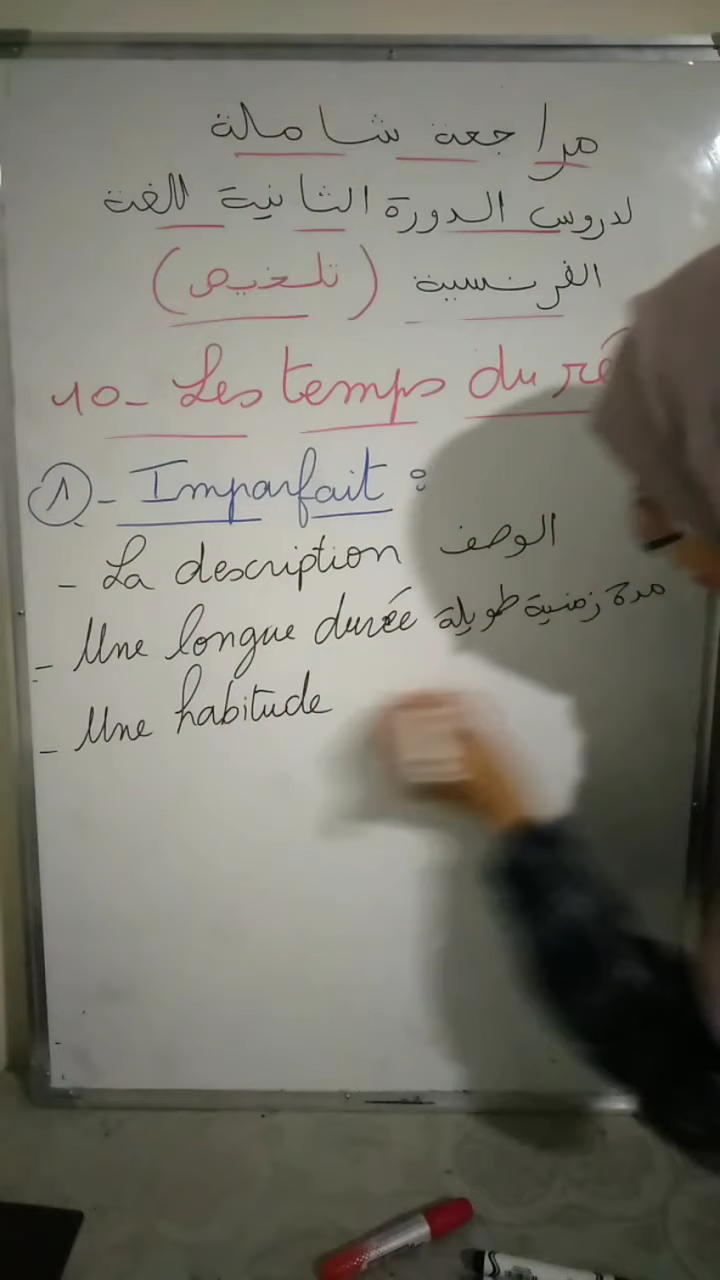 مراجعة شاملة
لدروس الدورة الثانية للغة
الفرنسية (تلخيص)
10- Les temps du ré
1- Imparfait :
- La description الوصف
- Une longue durée مدة زمنية طويلة
- Une habitude